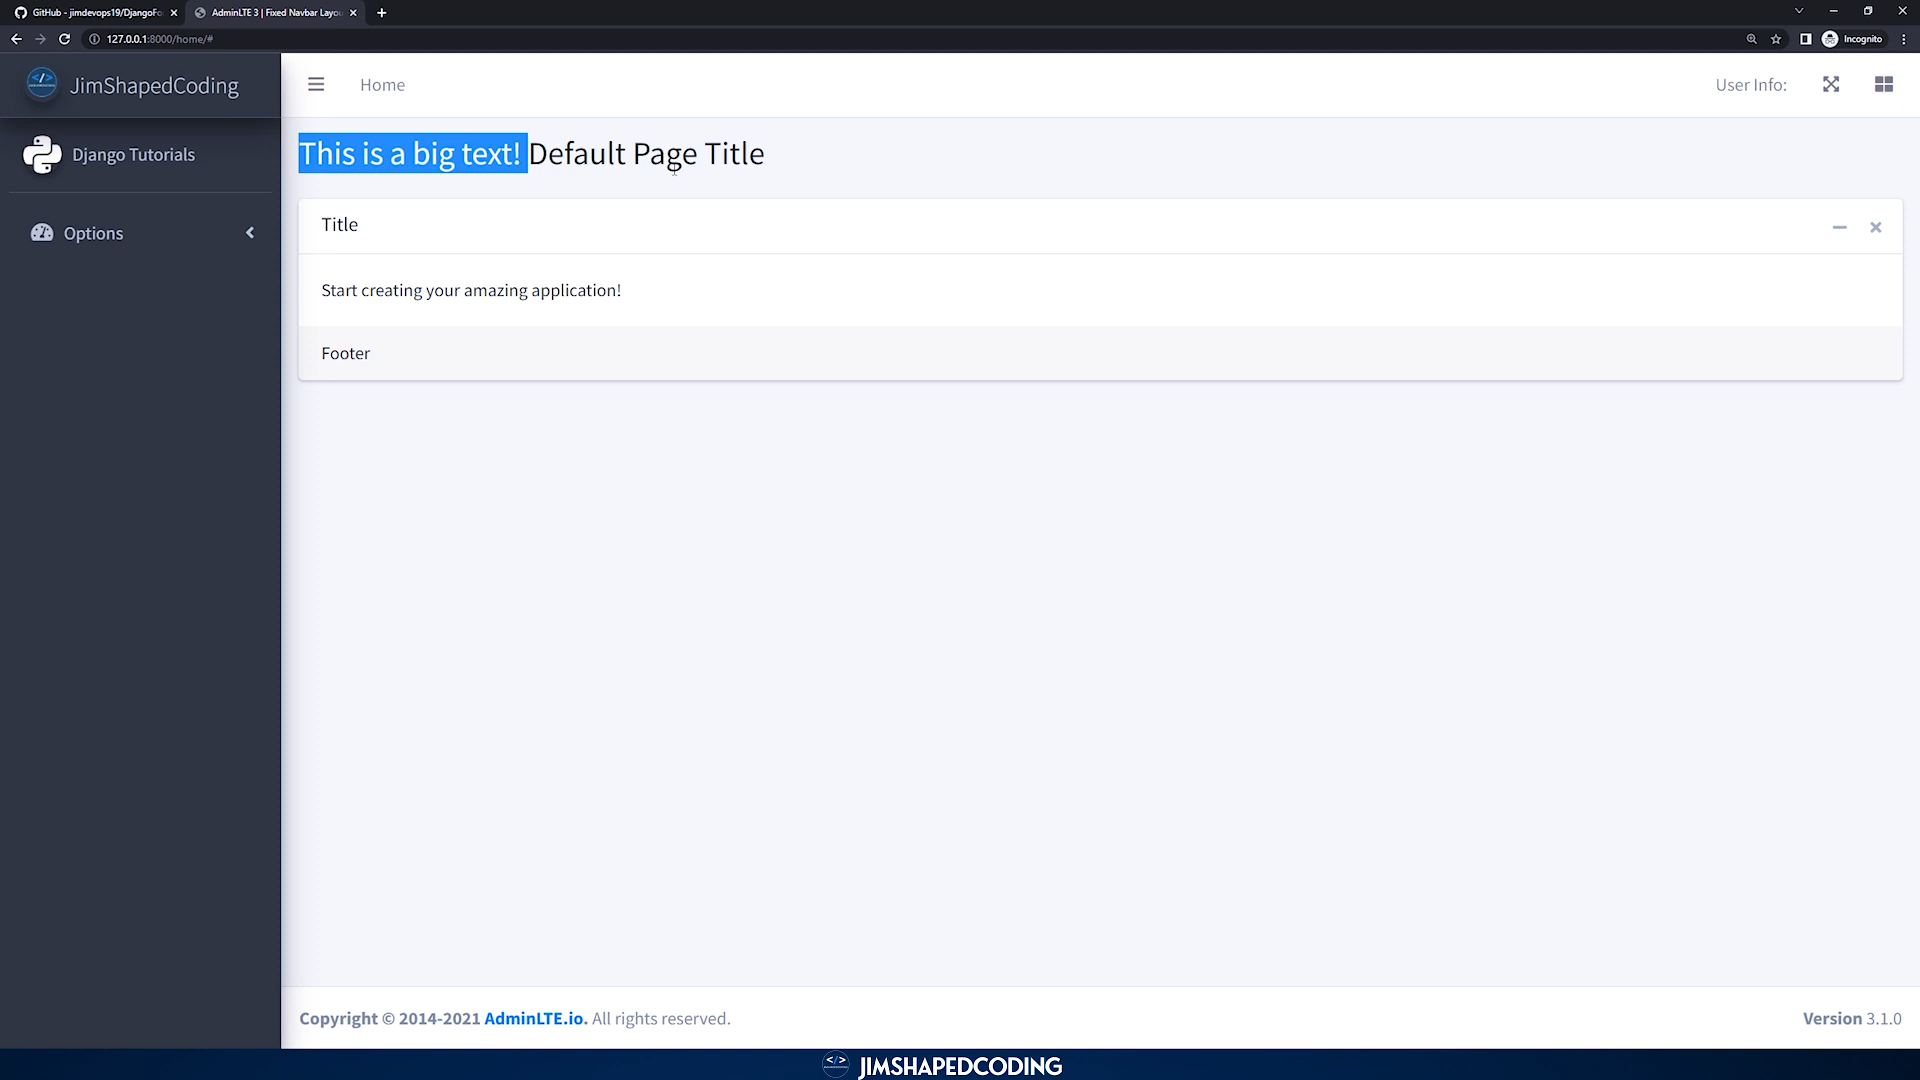 GitHub - jimdevops19/DjangoFo
AdminLTE 3 | Fixed Navbar Layou
127.0.0.1:8000/home/#
Incognito
JimShapedCoding
Home
User Info:
Django Tutorials
This is a big text! Default Page Title
Options
Title
Start creating your amazing application!
Footer
Copyright © 2014-2021 AdminLTE.io. All rights reserved.
Version 3.1.0
</> JIMSHAPEDCODING